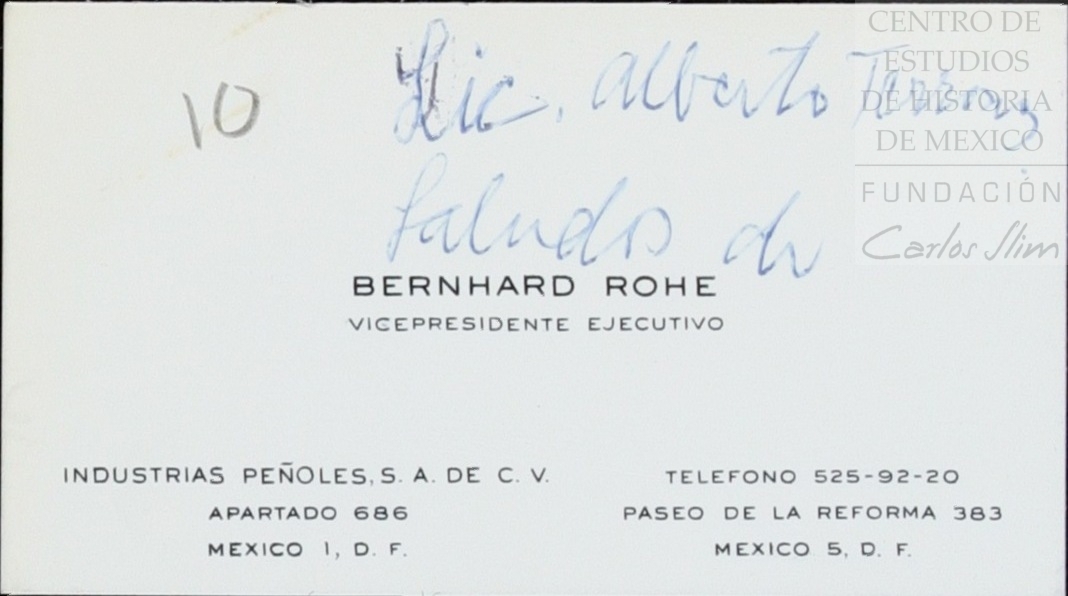 CENTRO DE
ESTUDIOS
DE HISTORIA
DE MEXICO
FUNDACIÓN
Carlos Slim
10
Lic. Alberto
Saludos de
BERNHARD ROHE
VICEPRESIDENTE EJECUTIVO
INDUSTRIAS PEÑOLES, S. A. DE C. V.
APARTADO 686
MEXICO 1, D. F.
TELEFONO 525-92-20
PASEO DE LA REFORMA 383
MEXICO 5, D. F.